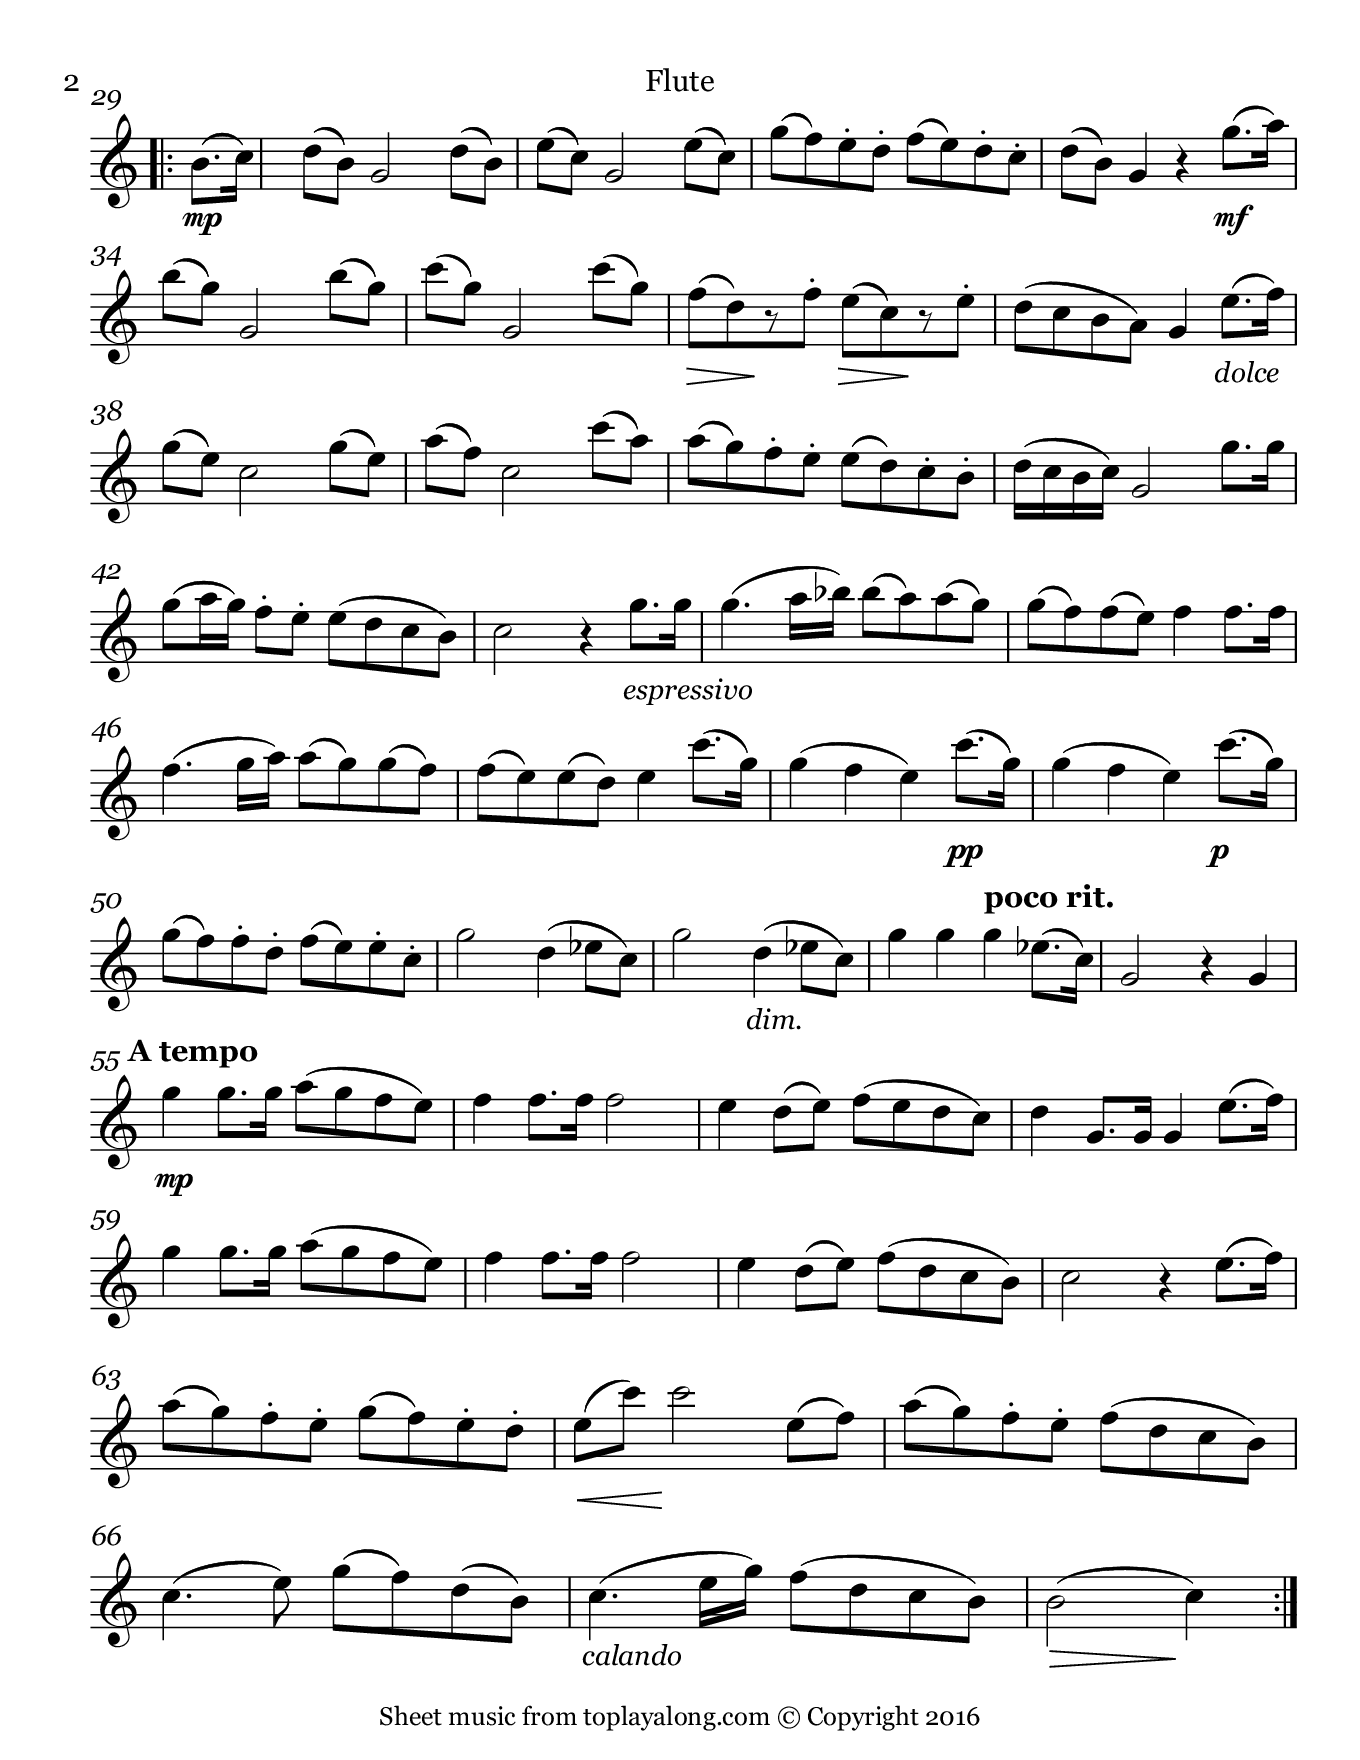 2 Flute
29
mp mf
34
dolce
38
42
espressivo
46
pp p
poco rit.
50
dim.
A tempo
55
mp
59
63
66
calando
Sheet music from toplayalong.com © Copyright 2016